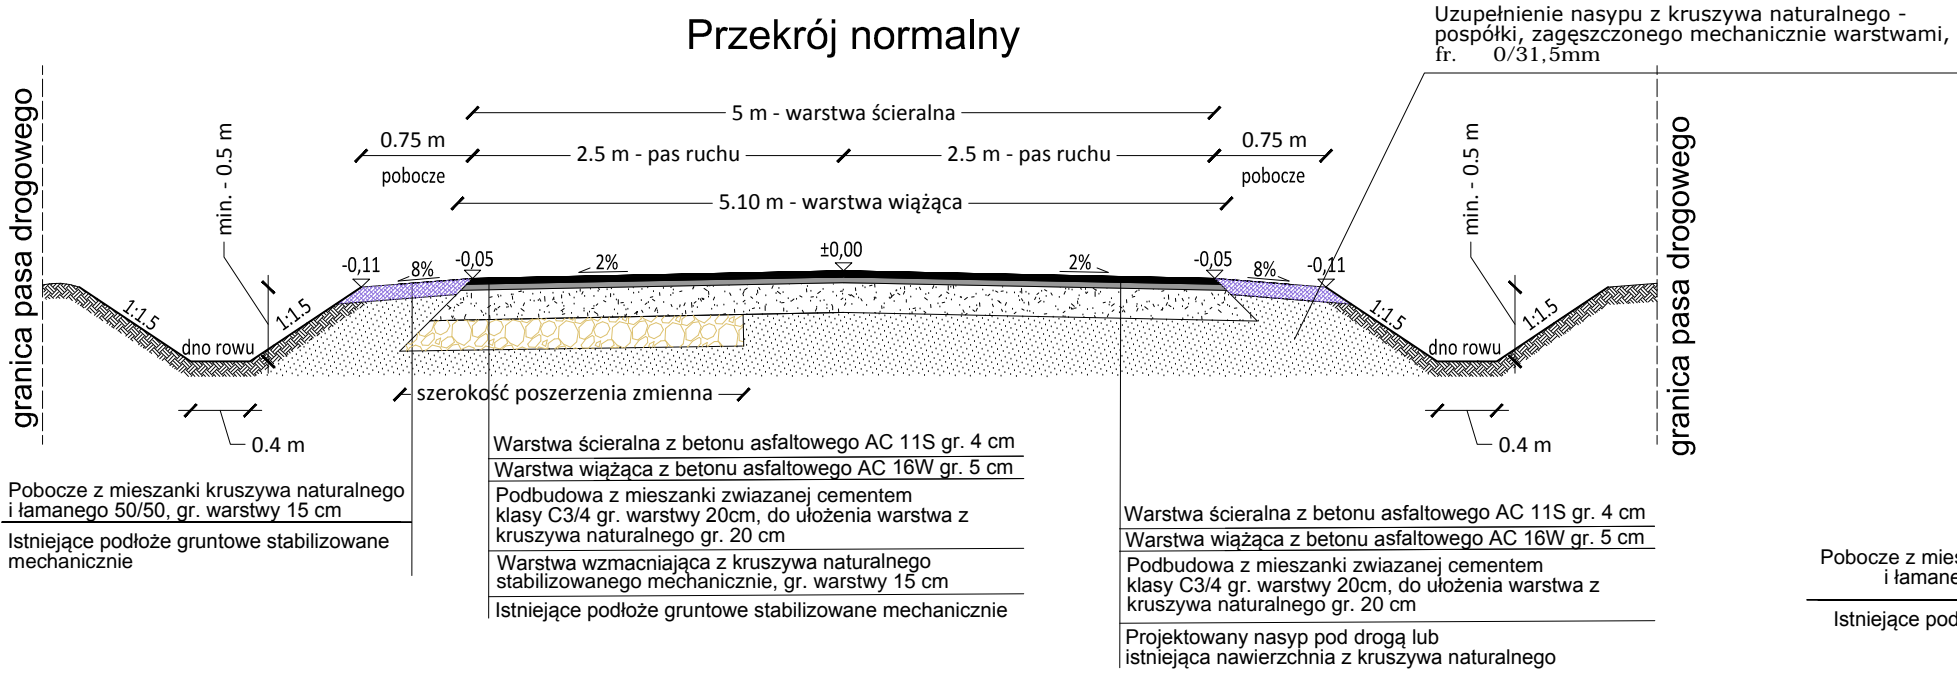 Przekrój normalny
Uzupełnienie nasypu z kruszywa naturalnego -
pospółki, zagęszczonego mechanicznie warstwami,
fr. 0/31,5mm
granica pasa drogowego
min. - 0.5 m
5 m - warstwa ścieralna
0.75 m
2.5 m - pas ruchu
2.5 m - pas ruchu
0.75 m
pobocze
pobocze
5.10 m - warstwa wiążąca
min. - 0.5 m
granica pasa drogowego
-0,11
8%
-0,05
2%
±0,00
2%
-0,05
8%
-0,11
1:1.5
1:1.5
1:1.5
1:1.5
dno rowu
dno rowu
szerokość poszerzenia zmienna
0.4 m
0.4 m
Warstwa ścieralna z betonu asfaltowego AC 11S gr. 4 cm
Warstwa wiążąca z betonu asfaltowego AC 16W gr. 5 cm
Podbudowa z mieszanki zwiazanej cementem
klasy C3/4 gr. warstwy 20cm, do ułożenia warstwa z
kruszywa naturalnego gr. 20 cm
Warstwa wzmacniająca z kruszywa naturalnego
stabilizowanego mechanicznie, gr. warstwy 15 cm
Istniejące podłoże gruntowe stabilizowane mechanicznie
Pobocze z mieszanki kruszywa naturalnego
i łamanego 50/50, gr. warstwy 15 cm
Istniejące podłoże gruntowe stabilizowane
mechanicznie
Warstwa ścieralna z betonu asfaltowego AC 11S gr. 4 cm
Warstwa wiążąca z betonu asfaltowego AC 16W gr. 5 cm
Podbudowa z mieszanki zwiazanej cementem
klasy C3/4 gr. warstwy 20cm, do ułożenia warstwa z
kruszywa naturalnego gr. 20 cm
Projektowany nasyp pod drogą lub
istniejąca nawierzchnia z kruszywa naturalnego
Pobocze z
i
Istniejące